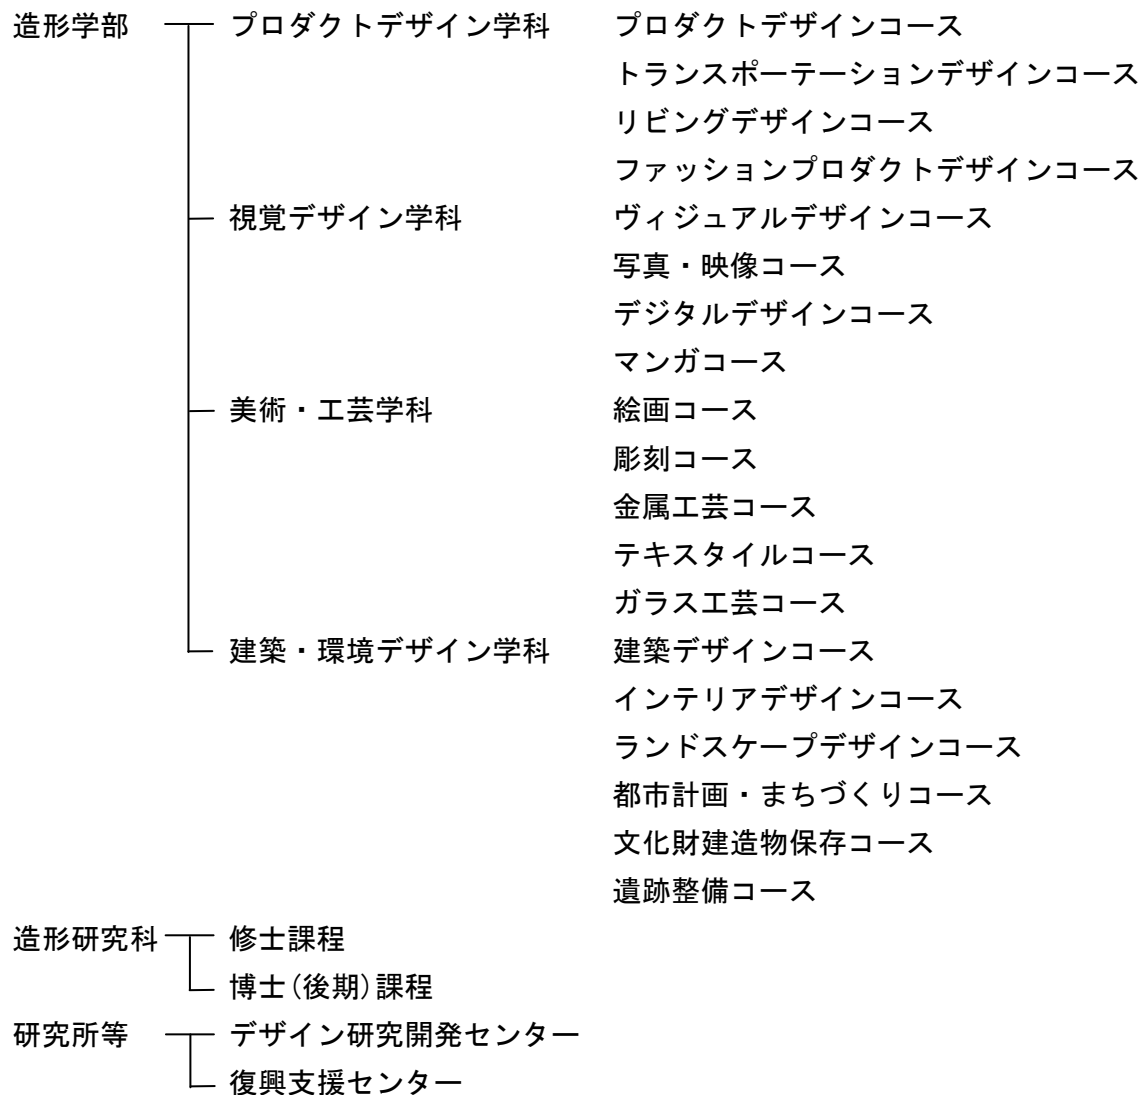 造形学部 プロダクトデザイン学科 プロダクトデザインコース
トランスポーテーションデザインコース
リビングデザインコース
ファッションプロダクトデザインコース
視覚デザイン学科 ヴィジュアルデザインコース
写真・映像コース
デジタルデザインコース
マンガコース
美術・工芸学科 絵画コース
彫刻コース
金属工芸コース
テキスタイルコース
ガラス工芸コース
建築・環境デザイン学科 建築デザインコース
インテリアデザインコース
ランドスケープデザインコース
都市計画・まちづくりコース
文化財建造物保存コース
遺跡整備コース
造形研究科 修士課程
博士(後期)課程
研究所等 デザイン研究開発センター
復興支援センター